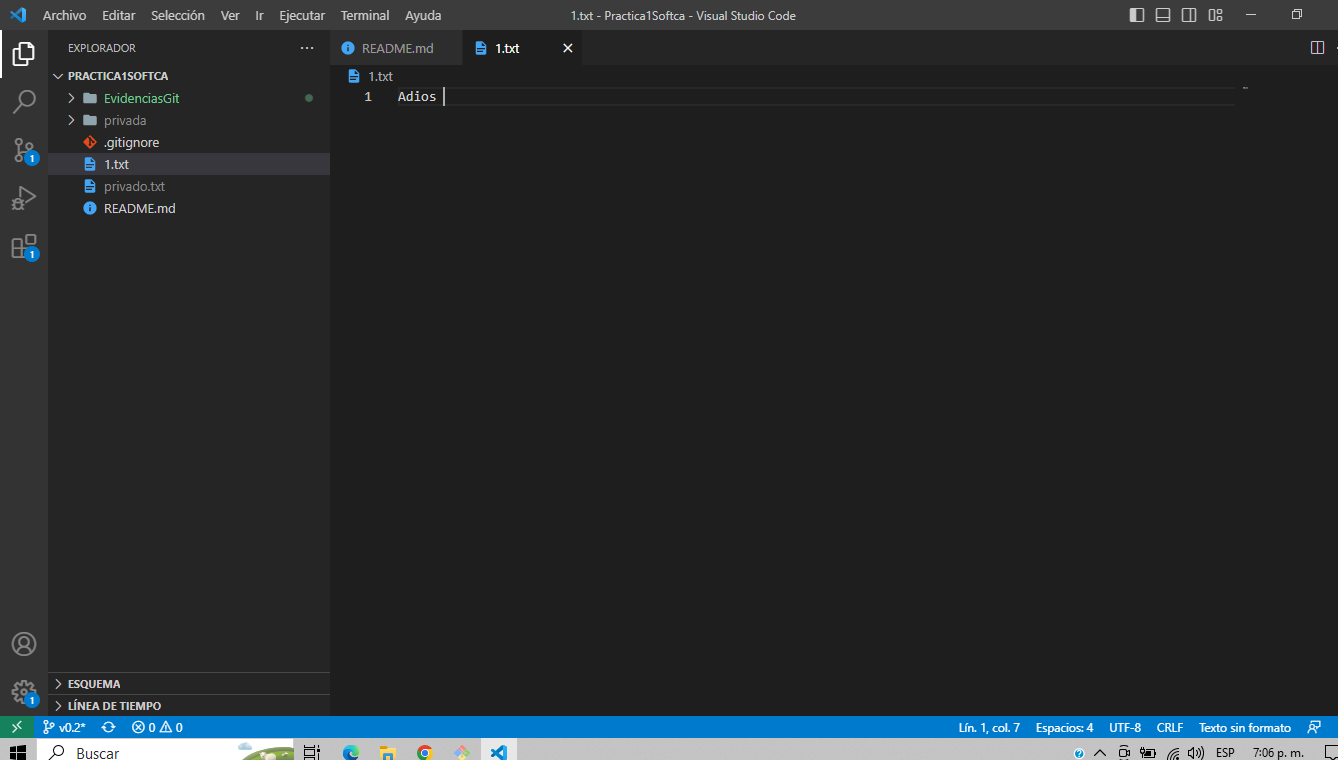 Archivo Editar Selección Ver Ir Ejecutar Terminal Ayuda
1.txt - Practica1Softca - Visual Studio Code
EXPLORADOR
README.md
1.txt
PRACTICA1SOFTCA
EvidenciasGit
privada
.gitignore
1.txt
privado.txt
README.md
1.txt
1 Adios
1
1
ESQUEMA
1
LÍNEA DE TIEMPO
v0.2* 0 0 Lín. 1, col. 7 Espacios: 4 UTF-8 CRLF Texto sin formato
Buscar ESP 7:06 p. m.